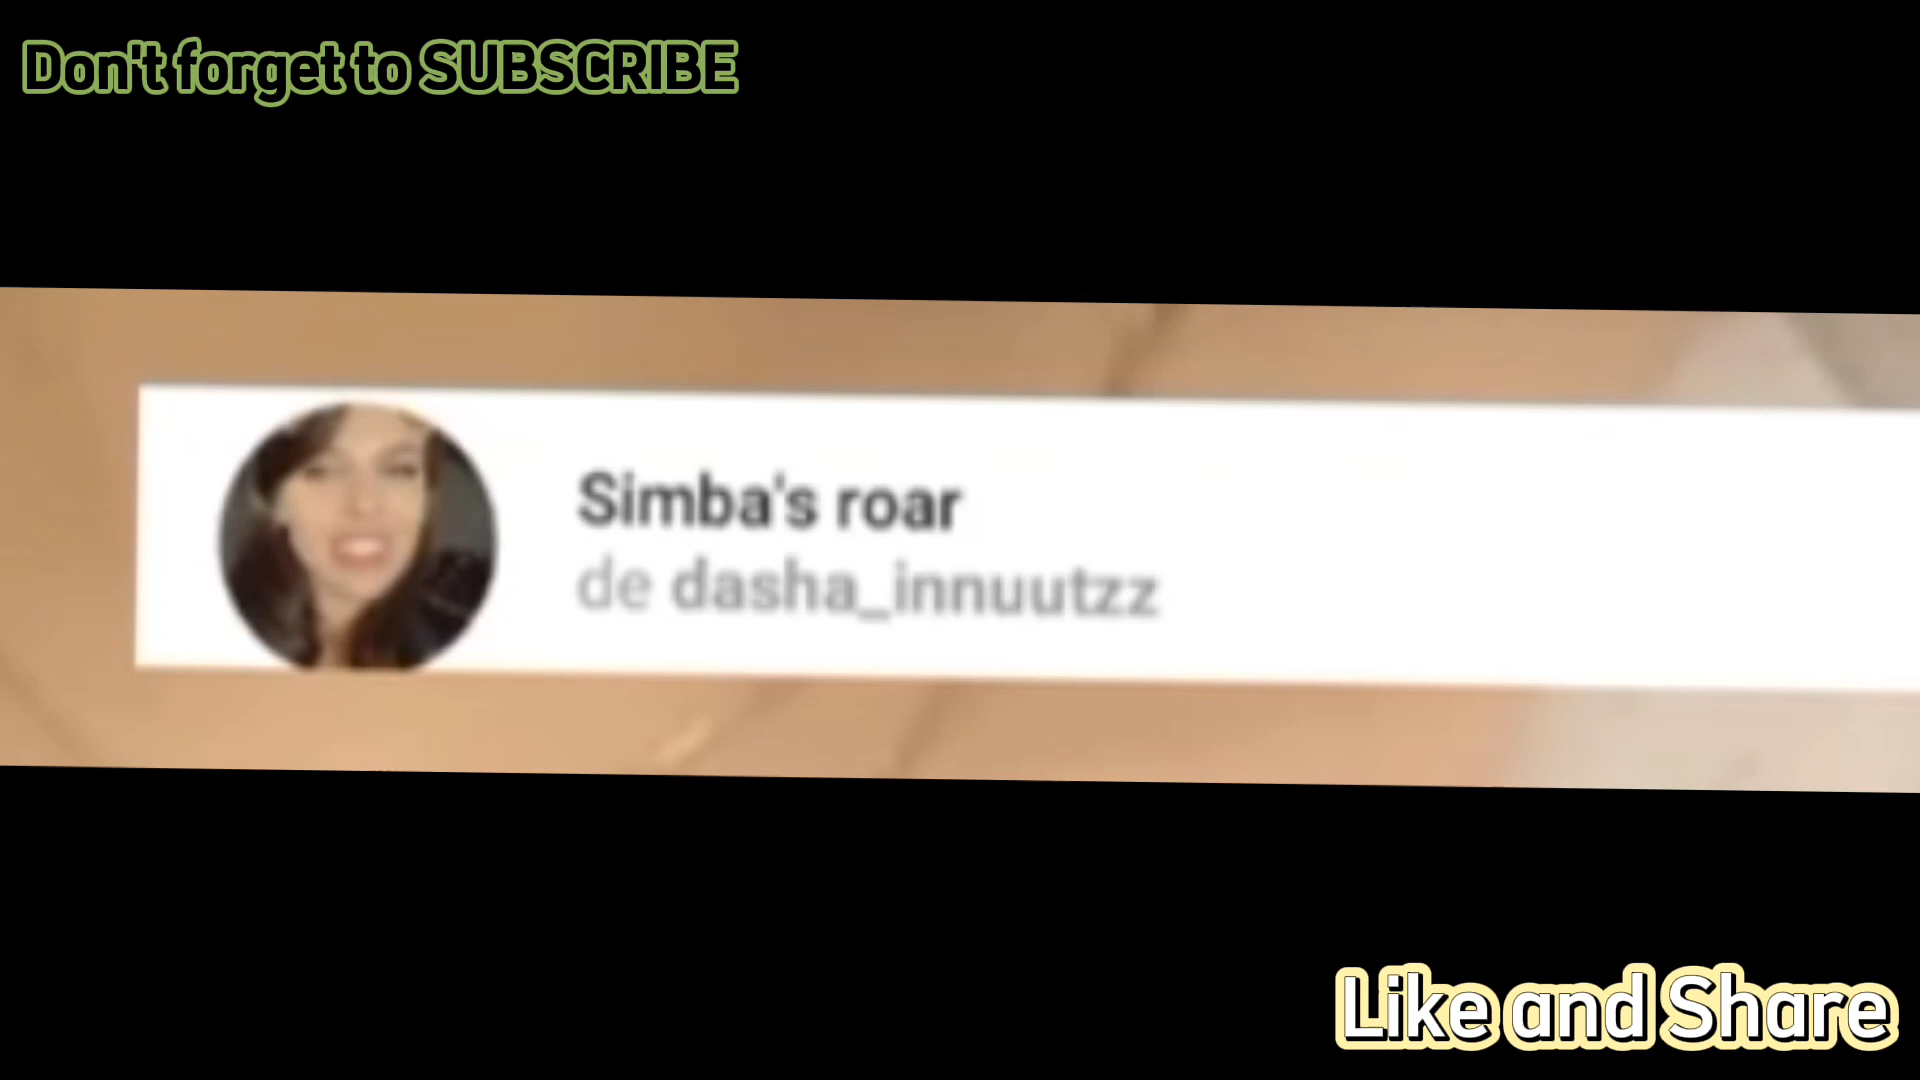 Don't forget to SUBSCRIBE
Simba's roar
de dasha_innuutzz
Like and Share